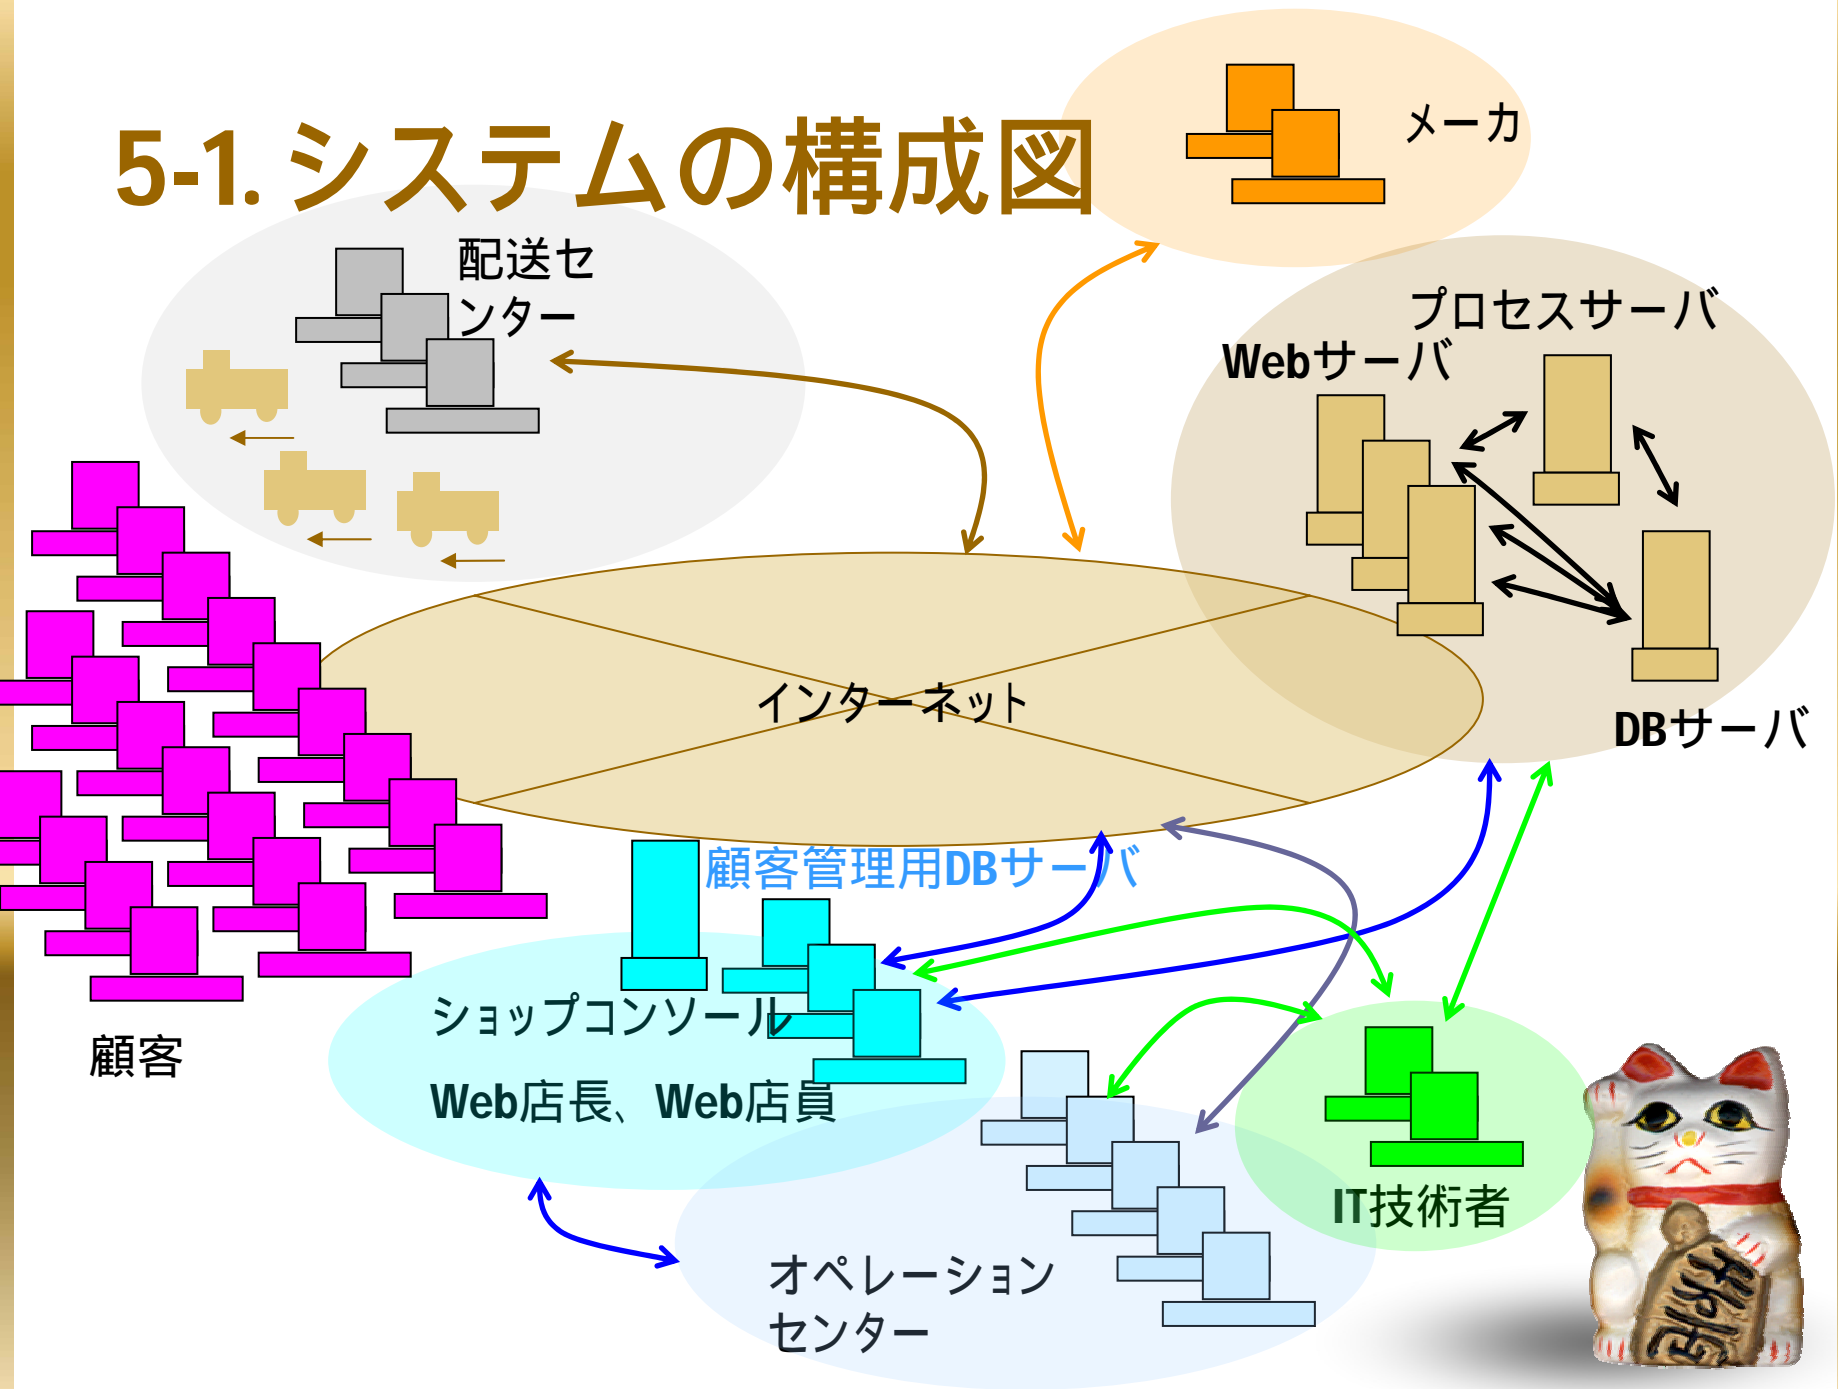 5-1. システムの構成図
メーカ
配送セ
ンター
プロセスサーバ
Webサーバ
インターネット
DBサーバ
顧客管理用DBサーバ
ショップコンソール
顧客
Web店長、Web店員
IT技術者
オペレーション
センター